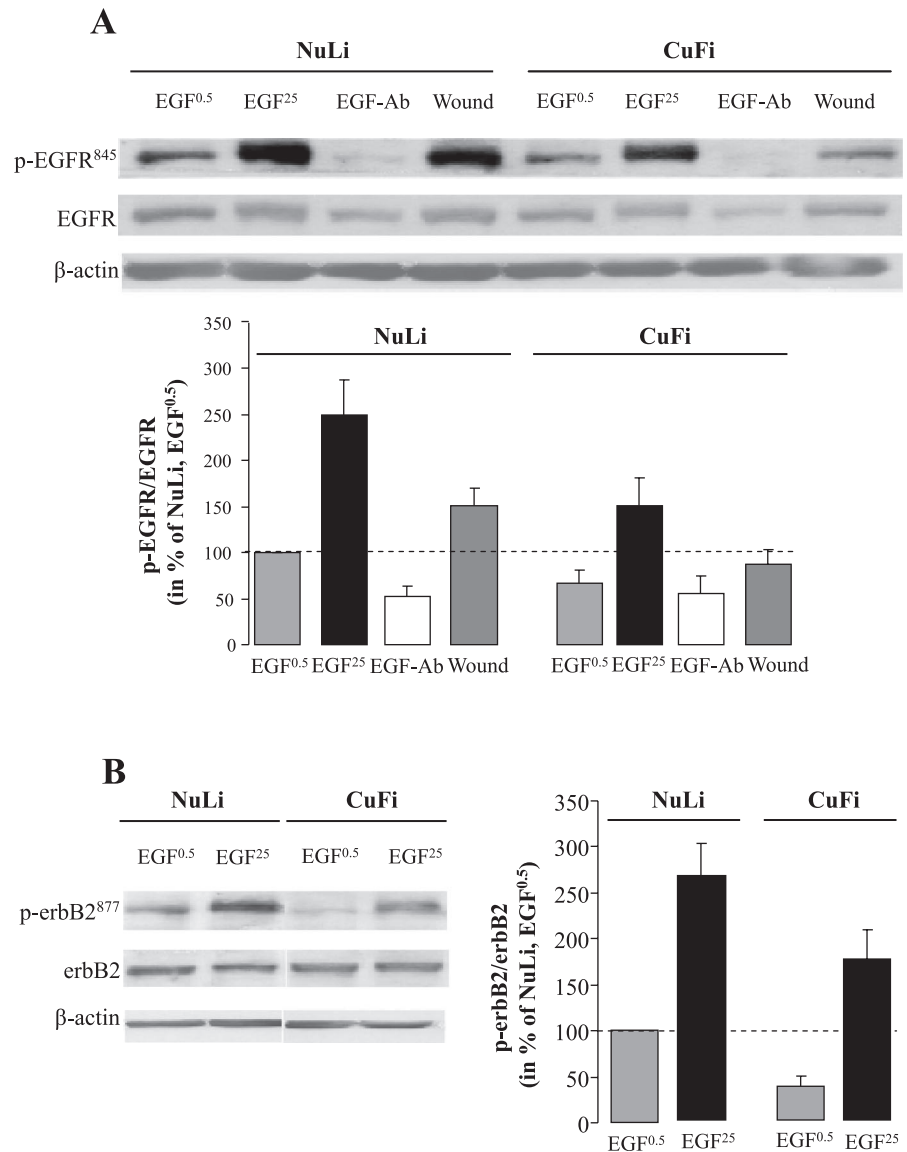 A
NuLi CuFi
EGF⁰·⁵ EGF²⁵ EGF-Ab Wound EGF⁰·⁵ EGF²⁵ EGF-Ab Wound
p-EGFR⁸⁴⁵
EGFR
β-actin
p-EGFR/EGFR
(in % of NuLi, EGF⁰·⁵)
350
300
250
200
150
100
50
0
NuLi CuFi
EGF⁰·⁵ EGF²⁵ EGF-Ab Wound EGF⁰·⁵ EGF²⁵ EGF-Ab Wound
B
NuLi CuFi
EGF⁰·⁵ EGF²⁵ EGF⁰·⁵ EGF²⁵
p-erbB2⁸⁷⁷
erbB2
β-actin
p-erbB2/erbB2
(in % of NuLi, EGF⁰·⁵)
350
300
250
200
150
100
50
0
NuLi CuFi
EGF⁰·⁵ EGF²⁵ EGF⁰·⁵ EGF²⁵